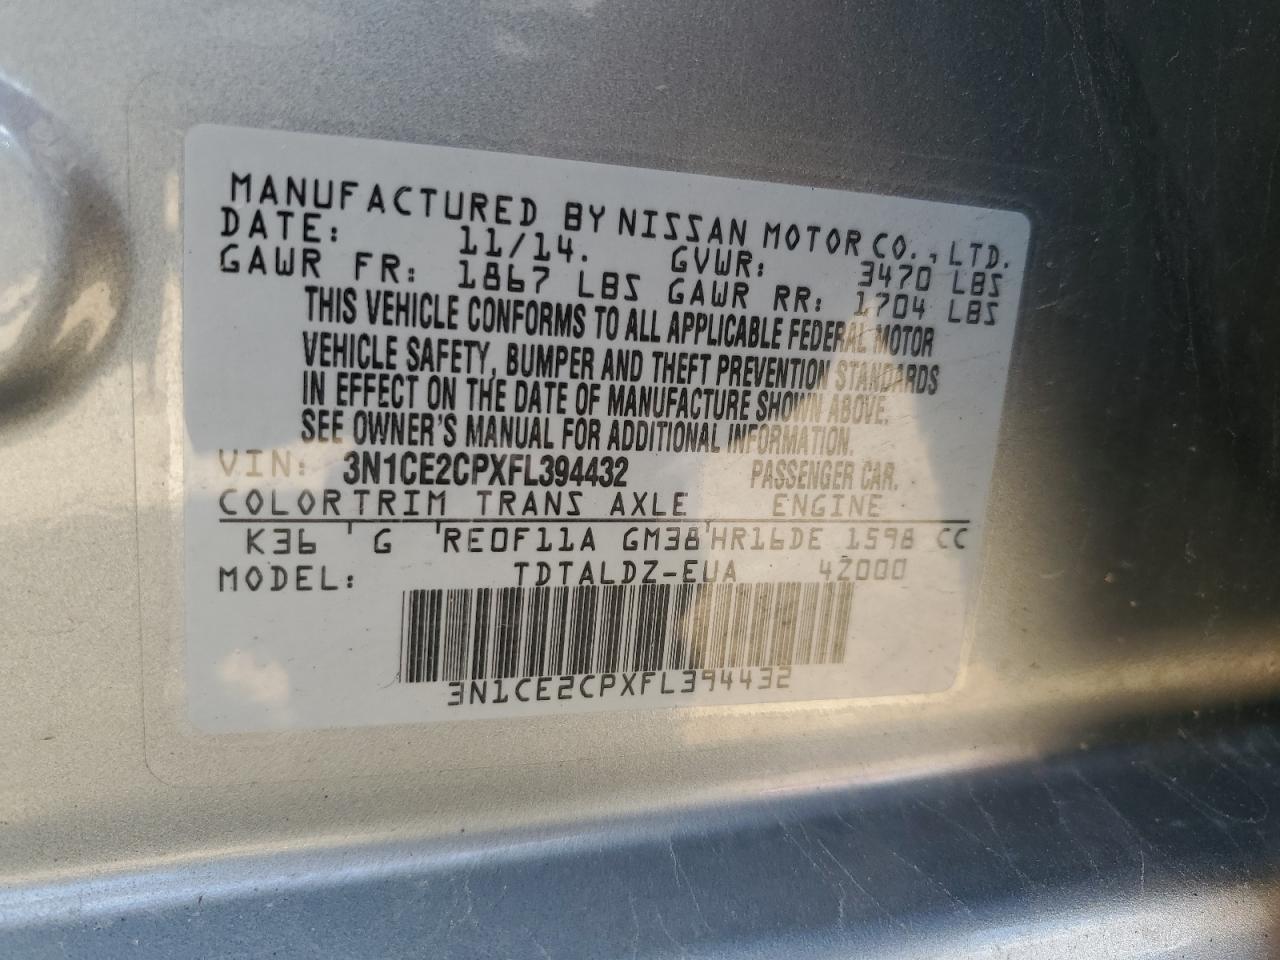 MANUFACTURED BY NISSAN MOTOR CO., LTD.
DATE: 11/14. GVWR: 3470 LBS
GAWR FR: 1867 LBS GAWR RR: 1704 LBS
THIS VEHICLE CONFORMS TO ALL APPLICABLE FEDERAL MOTOR
VEHICLE SAFETY, BUMPER AND THEFT PREVENTION STANDARDS
IN EFFECT ON THE DATE OF MANUFACTURE SHOWN ABOVE.
SEE OWNER'S MANUAL FOR ADDITIONAL INFORMATION.
VIN: 3N1CE2CPXFL394432 PASSENGER CAR.
COLOR TRIM TRANS AXLE ENGINE
K36 G RE0F11A GM38 HR16DE 1598 CC
MODEL: TDTALDZ-EUA 42000
3N1CE2CPXFL394432